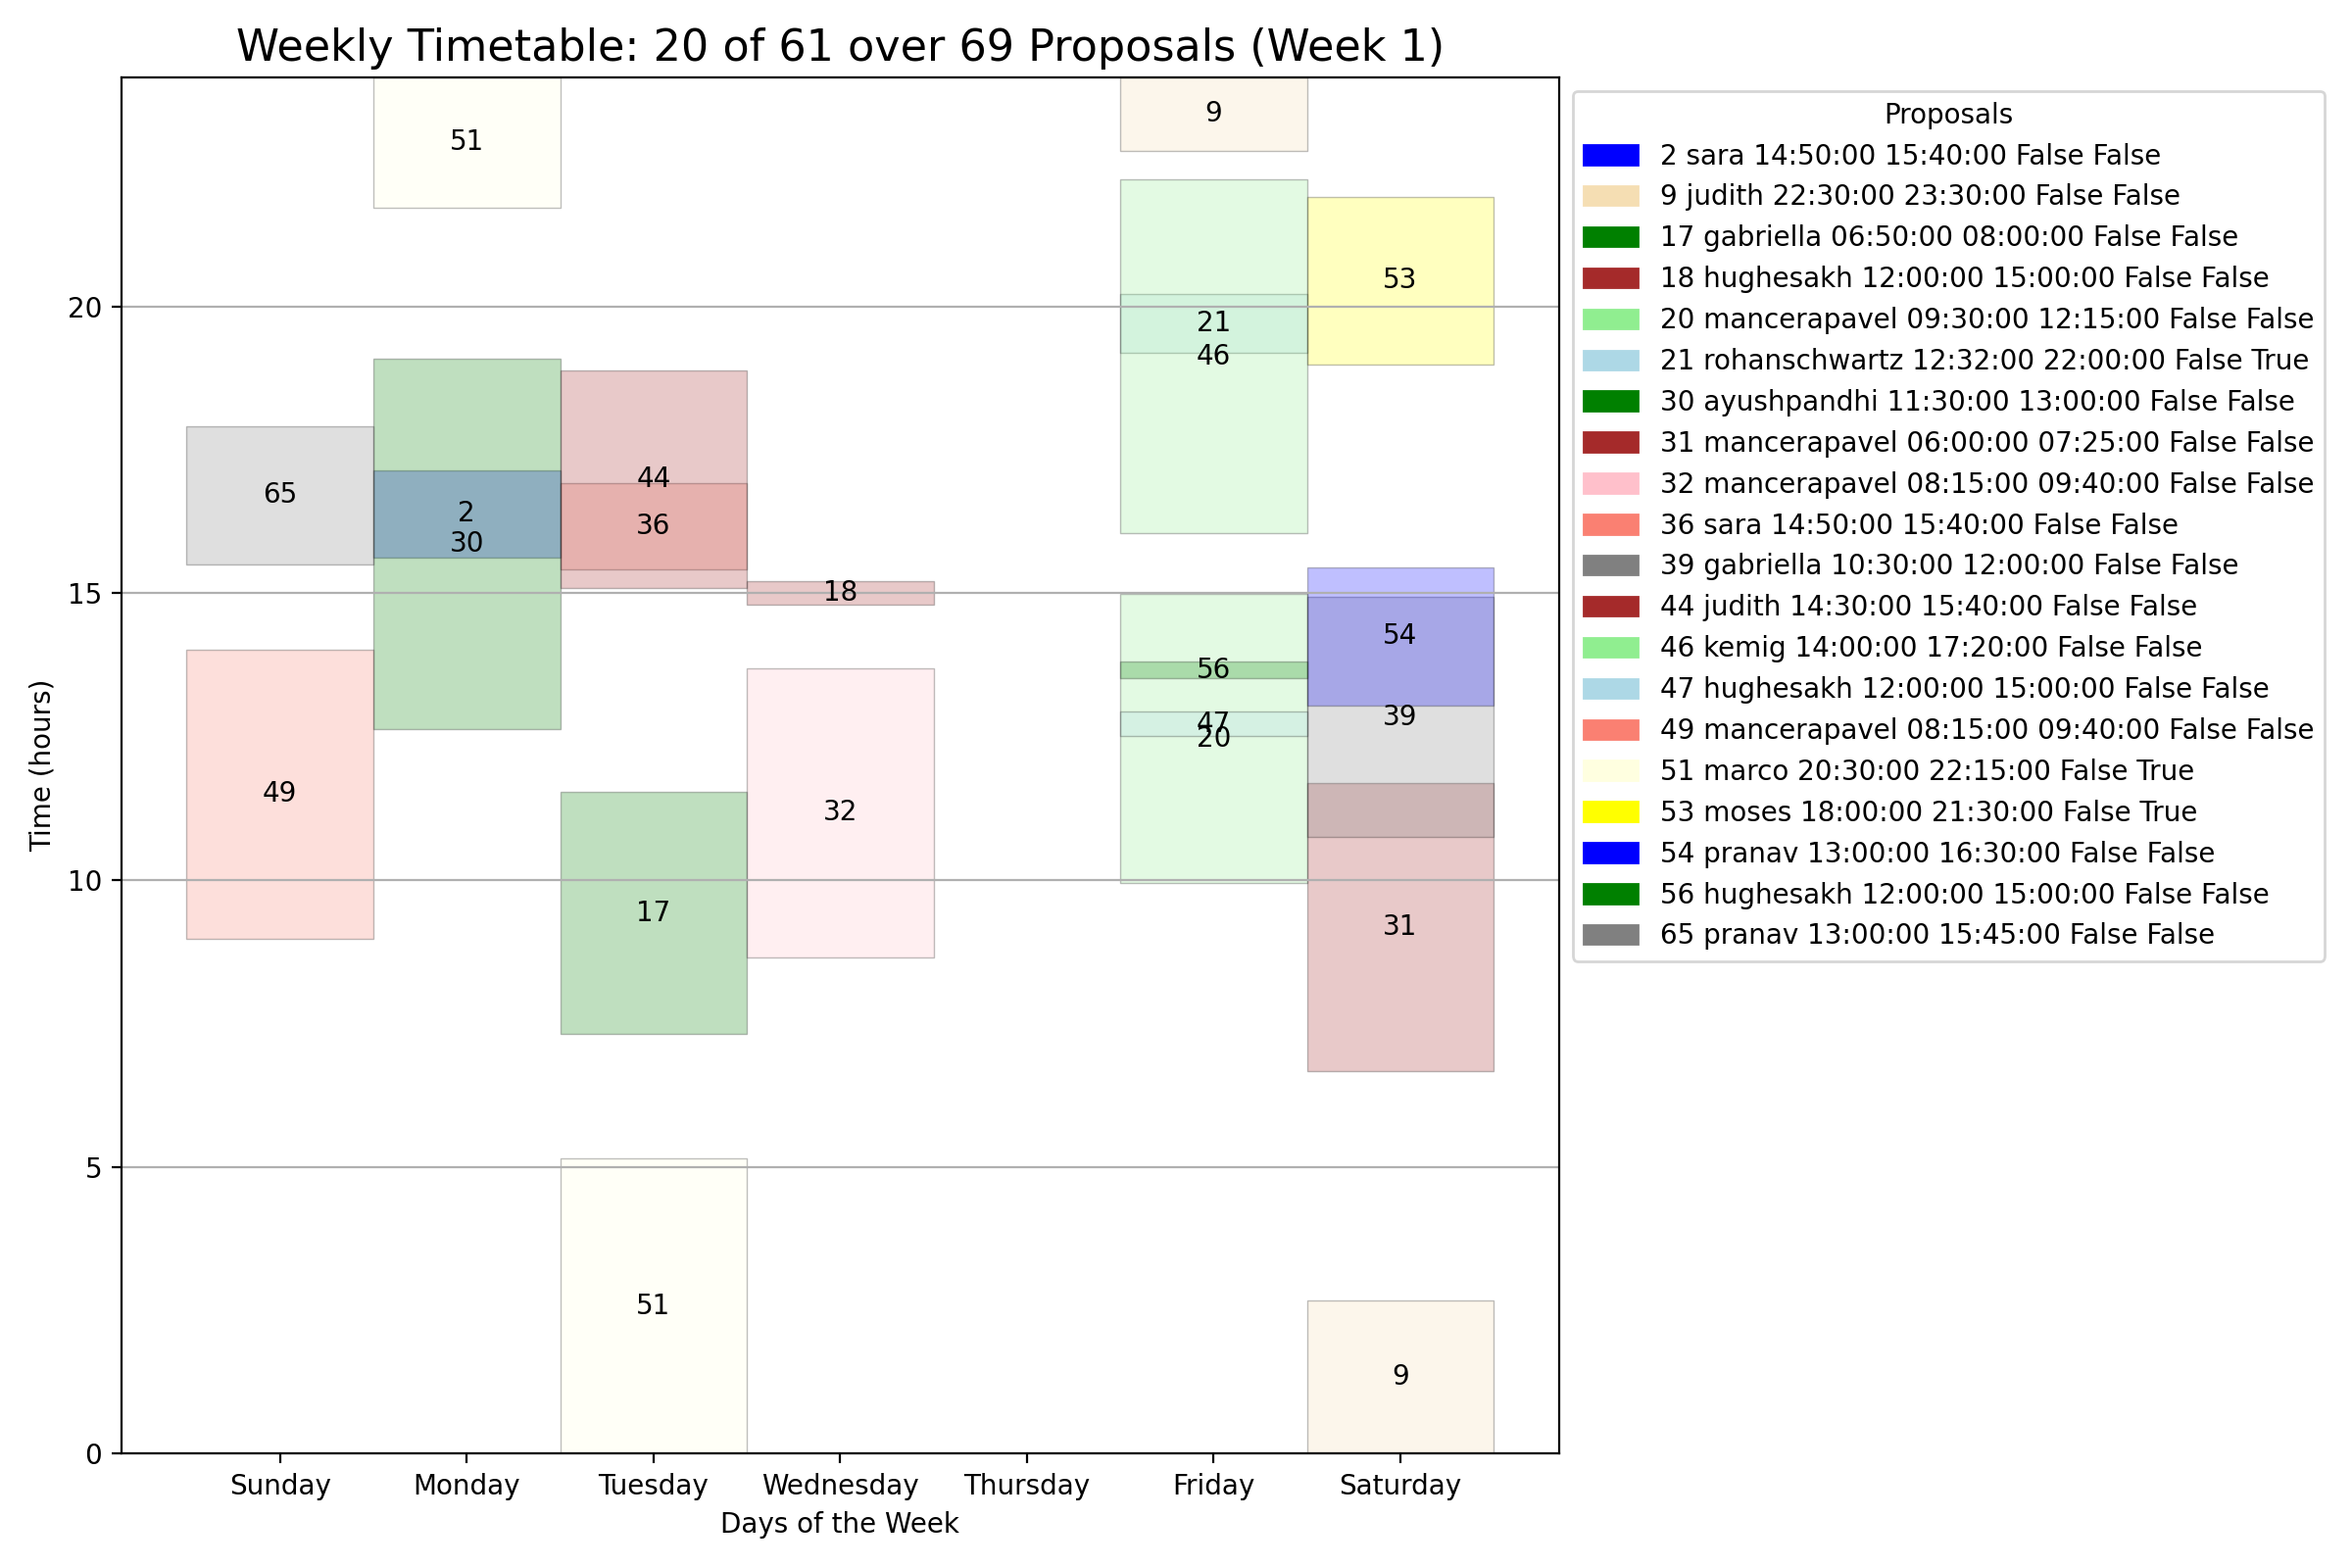 Weekly Timetable: 20 of 61 over 69 Proposals (Week 1)
Time (hours)
20
15
10
5
0
51
9
53
21
46
44
65
2
30
36
18
54
56
39
47
20
49
32
17
31
51
9
Sunday
Monday
Tuesday
Wednesday
Thursday
Friday
Saturday
Days of the Week
Proposals
2 sara 14:50:00 15:40:00 False False
9 judith 22:30:00 23:30:00 False False
17 gabriella 06:50:00 08:00:00 False False
18 hughesakh 12:00:00 15:00:00 False False
20 mancerapavel 09:30:00 12:15:00 False False
21 rohanschwartz 12:32:00 22:00:00 False True
30 ayushpandhi 11:30:00 13:00:00 False False
31 mancerapavel 06:00:00 07:25:00 False False
32 mancerapavel 08:15:00 09:40:00 False False
36 sara 14:50:00 15:40:00 False False
39 gabriella 10:30:00 12:00:00 False False
44 judith 14:30:00 15:40:00 False False
46 kemig 14:00:00 17:20:00 False False
47 hughesakh 12:00:00 15:00:00 False False
49 mancerapavel 08:15:00 09:40:00 False False
51 marco 20:30:00 22:15:00 False True
53 moses 18:00:00 21:30:00 False True
54 pranav 13:00:00 16:30:00 False False
56 hughesakh 12:00:00 15:00:00 False False
65 pranav 13:00:00 15:45:00 False False